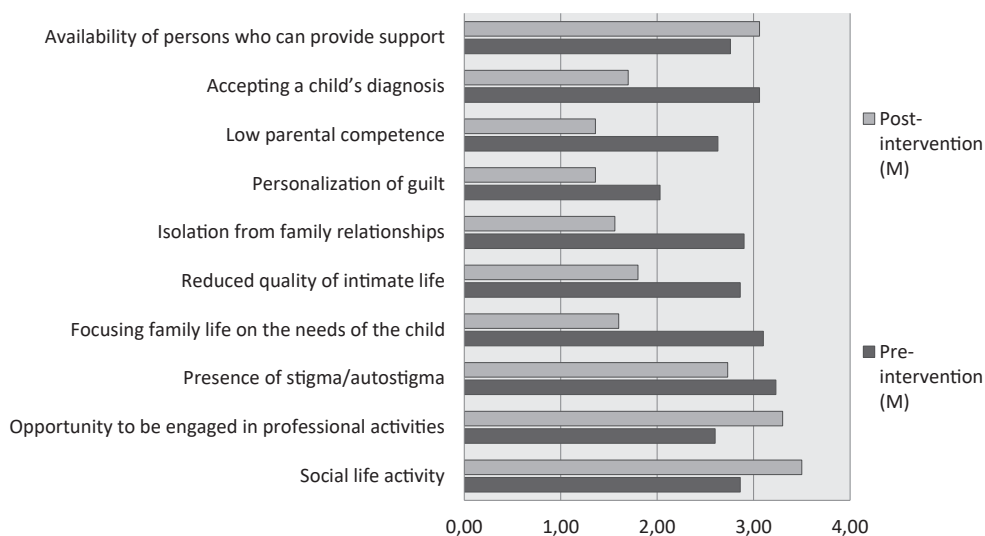 Availability of persons who can provide support
Accepting a child’s diagnosis
Low parental competence
Personalization of guilt
Isolation from family relationships
Reduced quality of intimate life
Focusing family life on the needs of the child
Presence of stigma/autostigma
Opportunity to be engaged in professional activities
Social life activity
0,00 1,00 2,00 3,00 4,00
Post-
intervention
(M)
Pre-
intervention
(M)